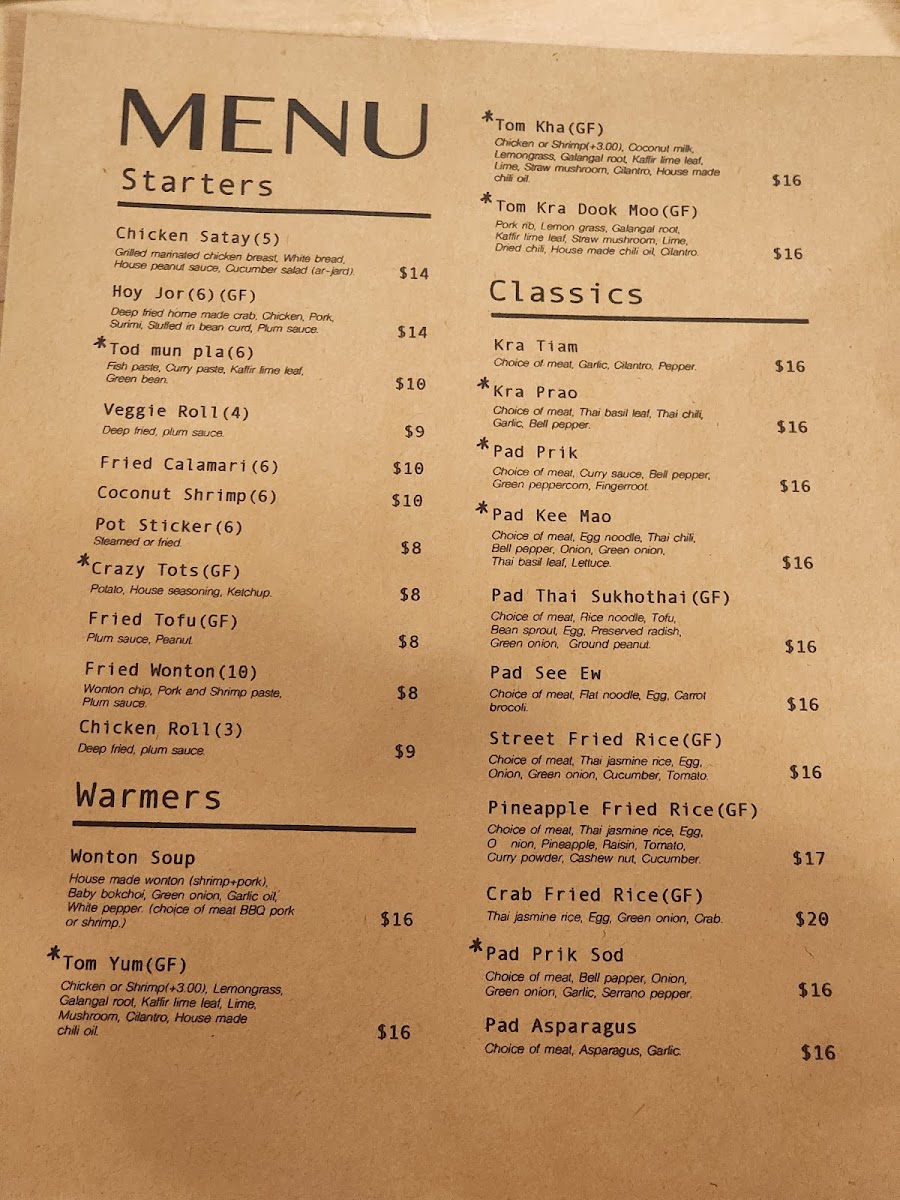 MENU
Starters
Chicken Satay(5)
Grilled marinated chicken breast, White bread,
House peanut sauce, Cucumber salad (ar-jard). $14
Hoy Jor(6)(GF)
Deep fried home made crab, Chicken, Pork,
Surimi, Stuffed in bean curd, Plum sauce. $14
*Tod mun pla(6)
Fish paste, Curry paste, Kaffir lime leaf,
Green bean. $10
Veggie Roll(4)
Deep fried, plum sauce. $9
Fried Calamari(6) $10
Coconut Shrimp(6) $10
Pot Sticker(6)
Steamed or fried. $8
*Crazy Tots(GF)
Potato, House seasoning, Ketchup. $8
Fried Tofu(GF)
Plum sauce, Peanut. $8
Fried Wonton(10)
Wonton chip, Pork and Shrimp paste, $8
Plum sauce.
Chicken Roll(3)
Deep fried, plum sauce. $9
Warmers
Wonton Soup
House made wonton (shrimp+pork),
Baby bokchoi, Green onion, Garlic oil,
White pepper. (choice of meat BBQ pork
or shrimp.) $16
*Tom Yum(GF)
Chicken or Shrimp(+3.00), Lemongrass,
Galangal root, Kaffir lime leaf, Lime,
Mushroom, Cilantro, House made
chili oil. $16
*Tom Kha(GF)
Chicken or Shrimp(+3.00), Coconut milk,
Lemongrass, Galangal root, Kaffir lime leaf,
Lime, Straw mushroom, Cilantro, House made
chili oil. $16
*Tom Kra Dook Moo(GF)
Pork rib, Lemon grass, Galangal root,
Kaffir lime leaf, Straw mushroom, Lime,
Dried chili, House made chili oil, Cilantro. $16
Classics
Kra Tiam
Choice of meat, Garlic, Cilantro, Pepper. $16
*Kra Prao
Choice of meat, Thai basil leaf, Thai chili,
Garlic, Bell pepper. $16
*Pad Prik
Choice of meat, Curry sauce, Bell pepper,
Green peppercorn, Fingerroot. $16
*Pad Kee Mao
Choice of meat, Egg noodle, Thai chili,
Bell pepper, Onion, Green onion,
Thai basil leaf, Lettuce. $16
Pad Thai Sukhothai(GF)
Choice of meat, Rice noodle, Tofu,
Bean sprout, Egg, Preserved radish,
Green onion, Ground peanut. $16
Pad See Ew
Choice of meat, Flat noodle, Egg, Carrot
brocoli. $16
Street Fried Rice(GF)
Choice of meat, Thai jasmine rice, Egg,
Onion, Green onion, Cucumber, Tomato. $16
Pineapple Fried Rice(GF)
Choice of meat, Thai jasmine rice, Egg,
O nion, Pineapple, Raisin, Tomato,
Curry powder, Cashew nut, Cucumber. $17
Crab Fried Rice(GF)
Thai jasmine rice, Egg, Green onion, Crab. $20
*Pad Prik Sod
Choice of meat, Bell papper, Onion,
Green onion, Garlic, Serrano pepper. $16
Pad Asparagus
Choice of meat, Asparagus, Garlic. $16